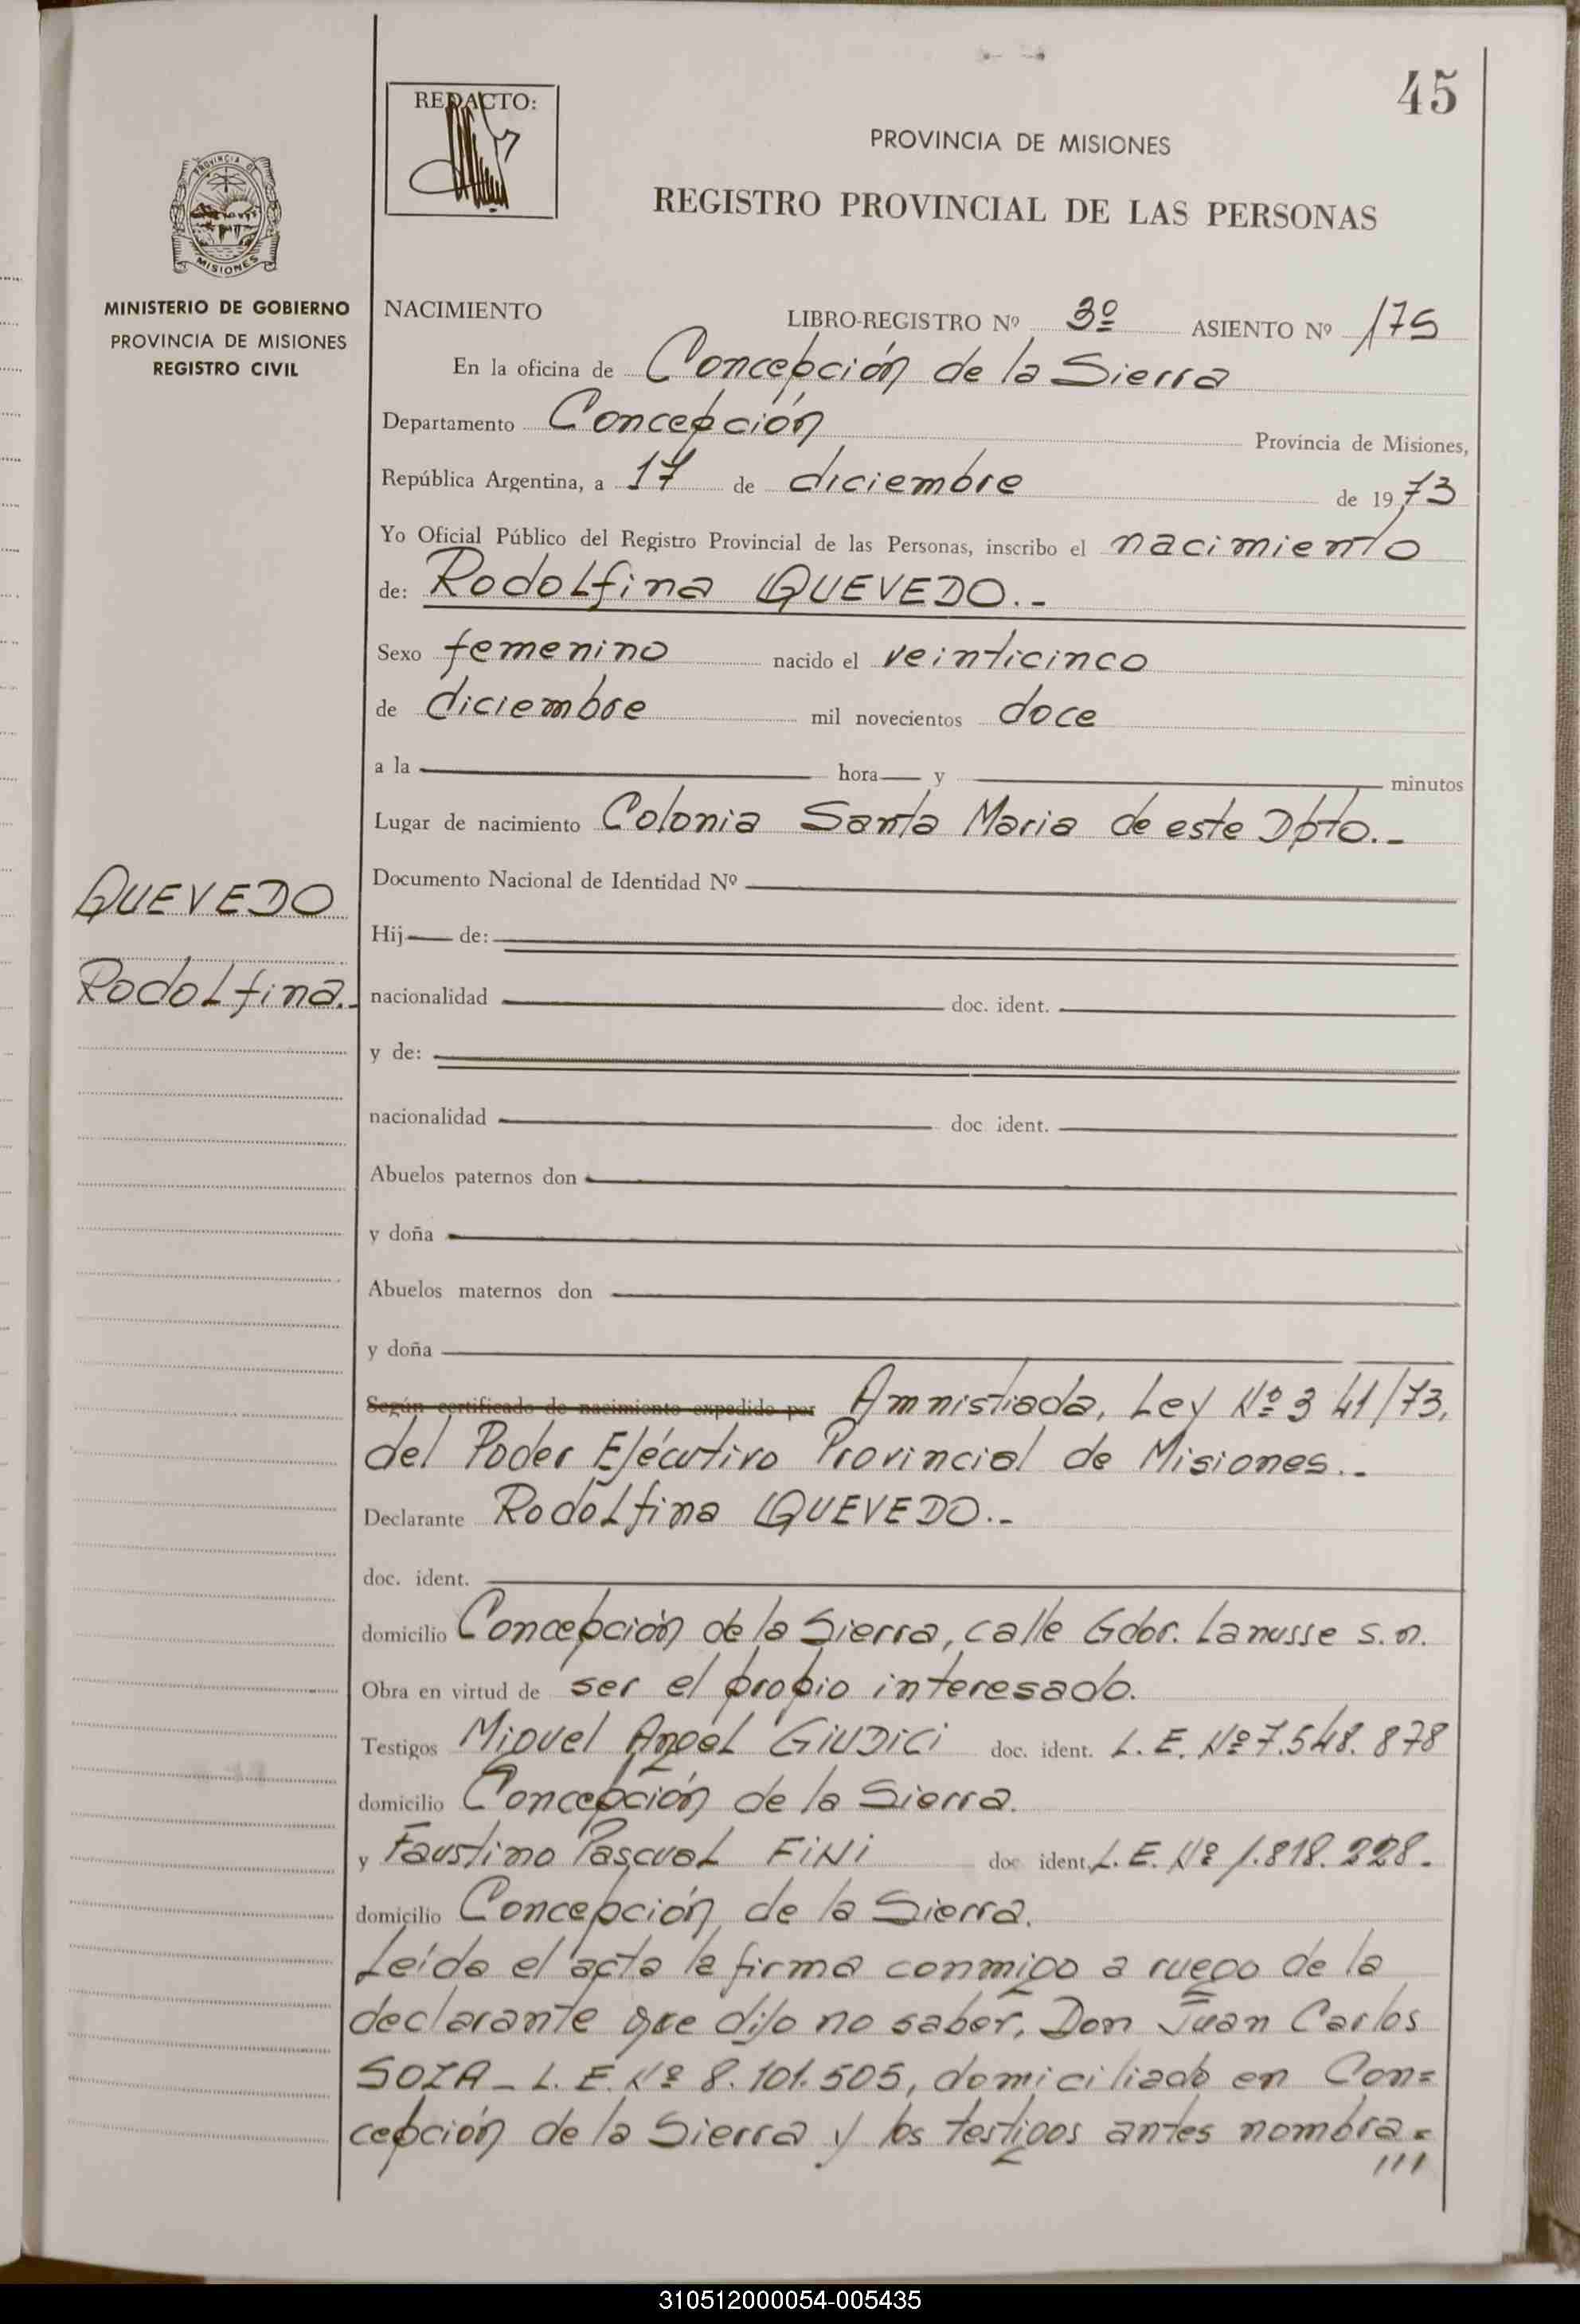 45
REDACTO:
PROVINCIA DE MISIONES
REGISTRO PROVINCIAL DE LAS PERSONAS
PROVINCIA DE
MISIONES
MINISTERIO DE GOBIERNO
PROVINCIA DE MISIONES
REGISTRO CIVIL
NACIMIENTO LIBRO-REGISTRO Nº 3º ASIENTO Nº 175
En la oficina de Concepción de la Sierra
Departamento Concepción Provincia de Misiones,
República Argentina, a 17 de diciembre de 1973
Yo Oficial Público del Registro Provincial de las Personas, inscribo el nacimiento
de: Rodolfina QUEVEDO.-
Sexo femenino nacido el veinticinco
de diciembre mil novecientos doce
a la hora y minutos
Lugar de nacimiento Colonia Santa Maria de este Dpto.-
QUEVEDO
Rodolfina.-
Documento Nacional de Identidad Nº
Hij de:
nacionalidad doc. ident.
y de:
nacionalidad doc. ident.
Abuelos paternos don
y doña
Abuelos maternos don
y doña
Según certificado de nacimiento expedido por Amnistiada, Ley Nº 341/73,
del Poder Ejécutivo Provincial de Misiones.-
Declarante Rodolfina QUEVEDO.-
doc. ident.
domicilio Concepción de la Sierra, calle Gdor. Lanusse s.n.
Obra en virtud de ser el propio interesado.
Testigos Miguel Angel GIUDICI doc. ident. L.E. Nº 7.548.878
domicilio Concepción de la Sierra.
y Faustino Pascual FINI doc ident. L.E. Nº 1.818.228.
domicilio Concepción de la Sierra.
Leída el acta la firma conmigo a ruego de la
declarante que dijo no saber, Don Juan Carlos
SOZA - L.E. Nº 8.101.505, domiciliado en Con=
cepción de la Sierra y los testigos antes nombra=
///
310512000054-005435